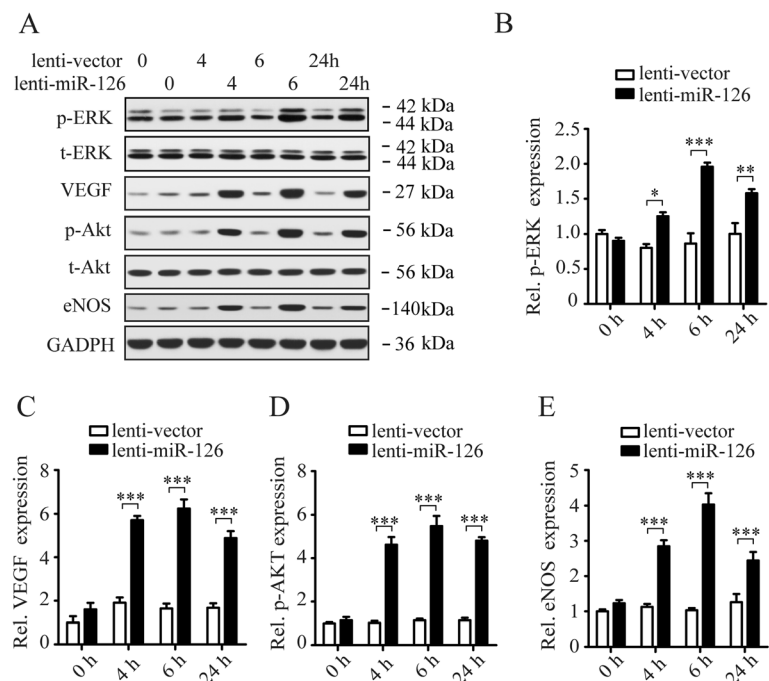 A
lenti-vector 0 4 6 24h
lenti-miR-126 0 4 6 24h
p-ERK - 42 kDa
- 44 kDa
t-ERK - 42 kDa
- 44 kDa
VEGF - 27 kDa
p-Akt - 56 kDa
t-Akt - 56 kDa
eNOS -140kDa
GADPH - 36 kDa
B
lenti-vector
lenti-miR-126
Rel. p-ERK expression
2.5
2.0
1.5
1.0
0.5
0
* *** **
0 h 4 h 6 h 24 h
C
lenti-vector
lenti-miR-126
Rel. VEGF expression
8
6
4
2
0
*** *** ***
0 h 4 h 6 h 24 h
D
lenti-vector
lenti-miR-126
Rel. p-AKT expression
8
6
4
2
0
*** *** ***
0 h 4 h 6 h 24 h
E
lenti-vector
lenti-miR-126
Rel. eNOS expression
5
4
3
2
1
0
*** *** ***
0 h 4 h 6 h 24 h